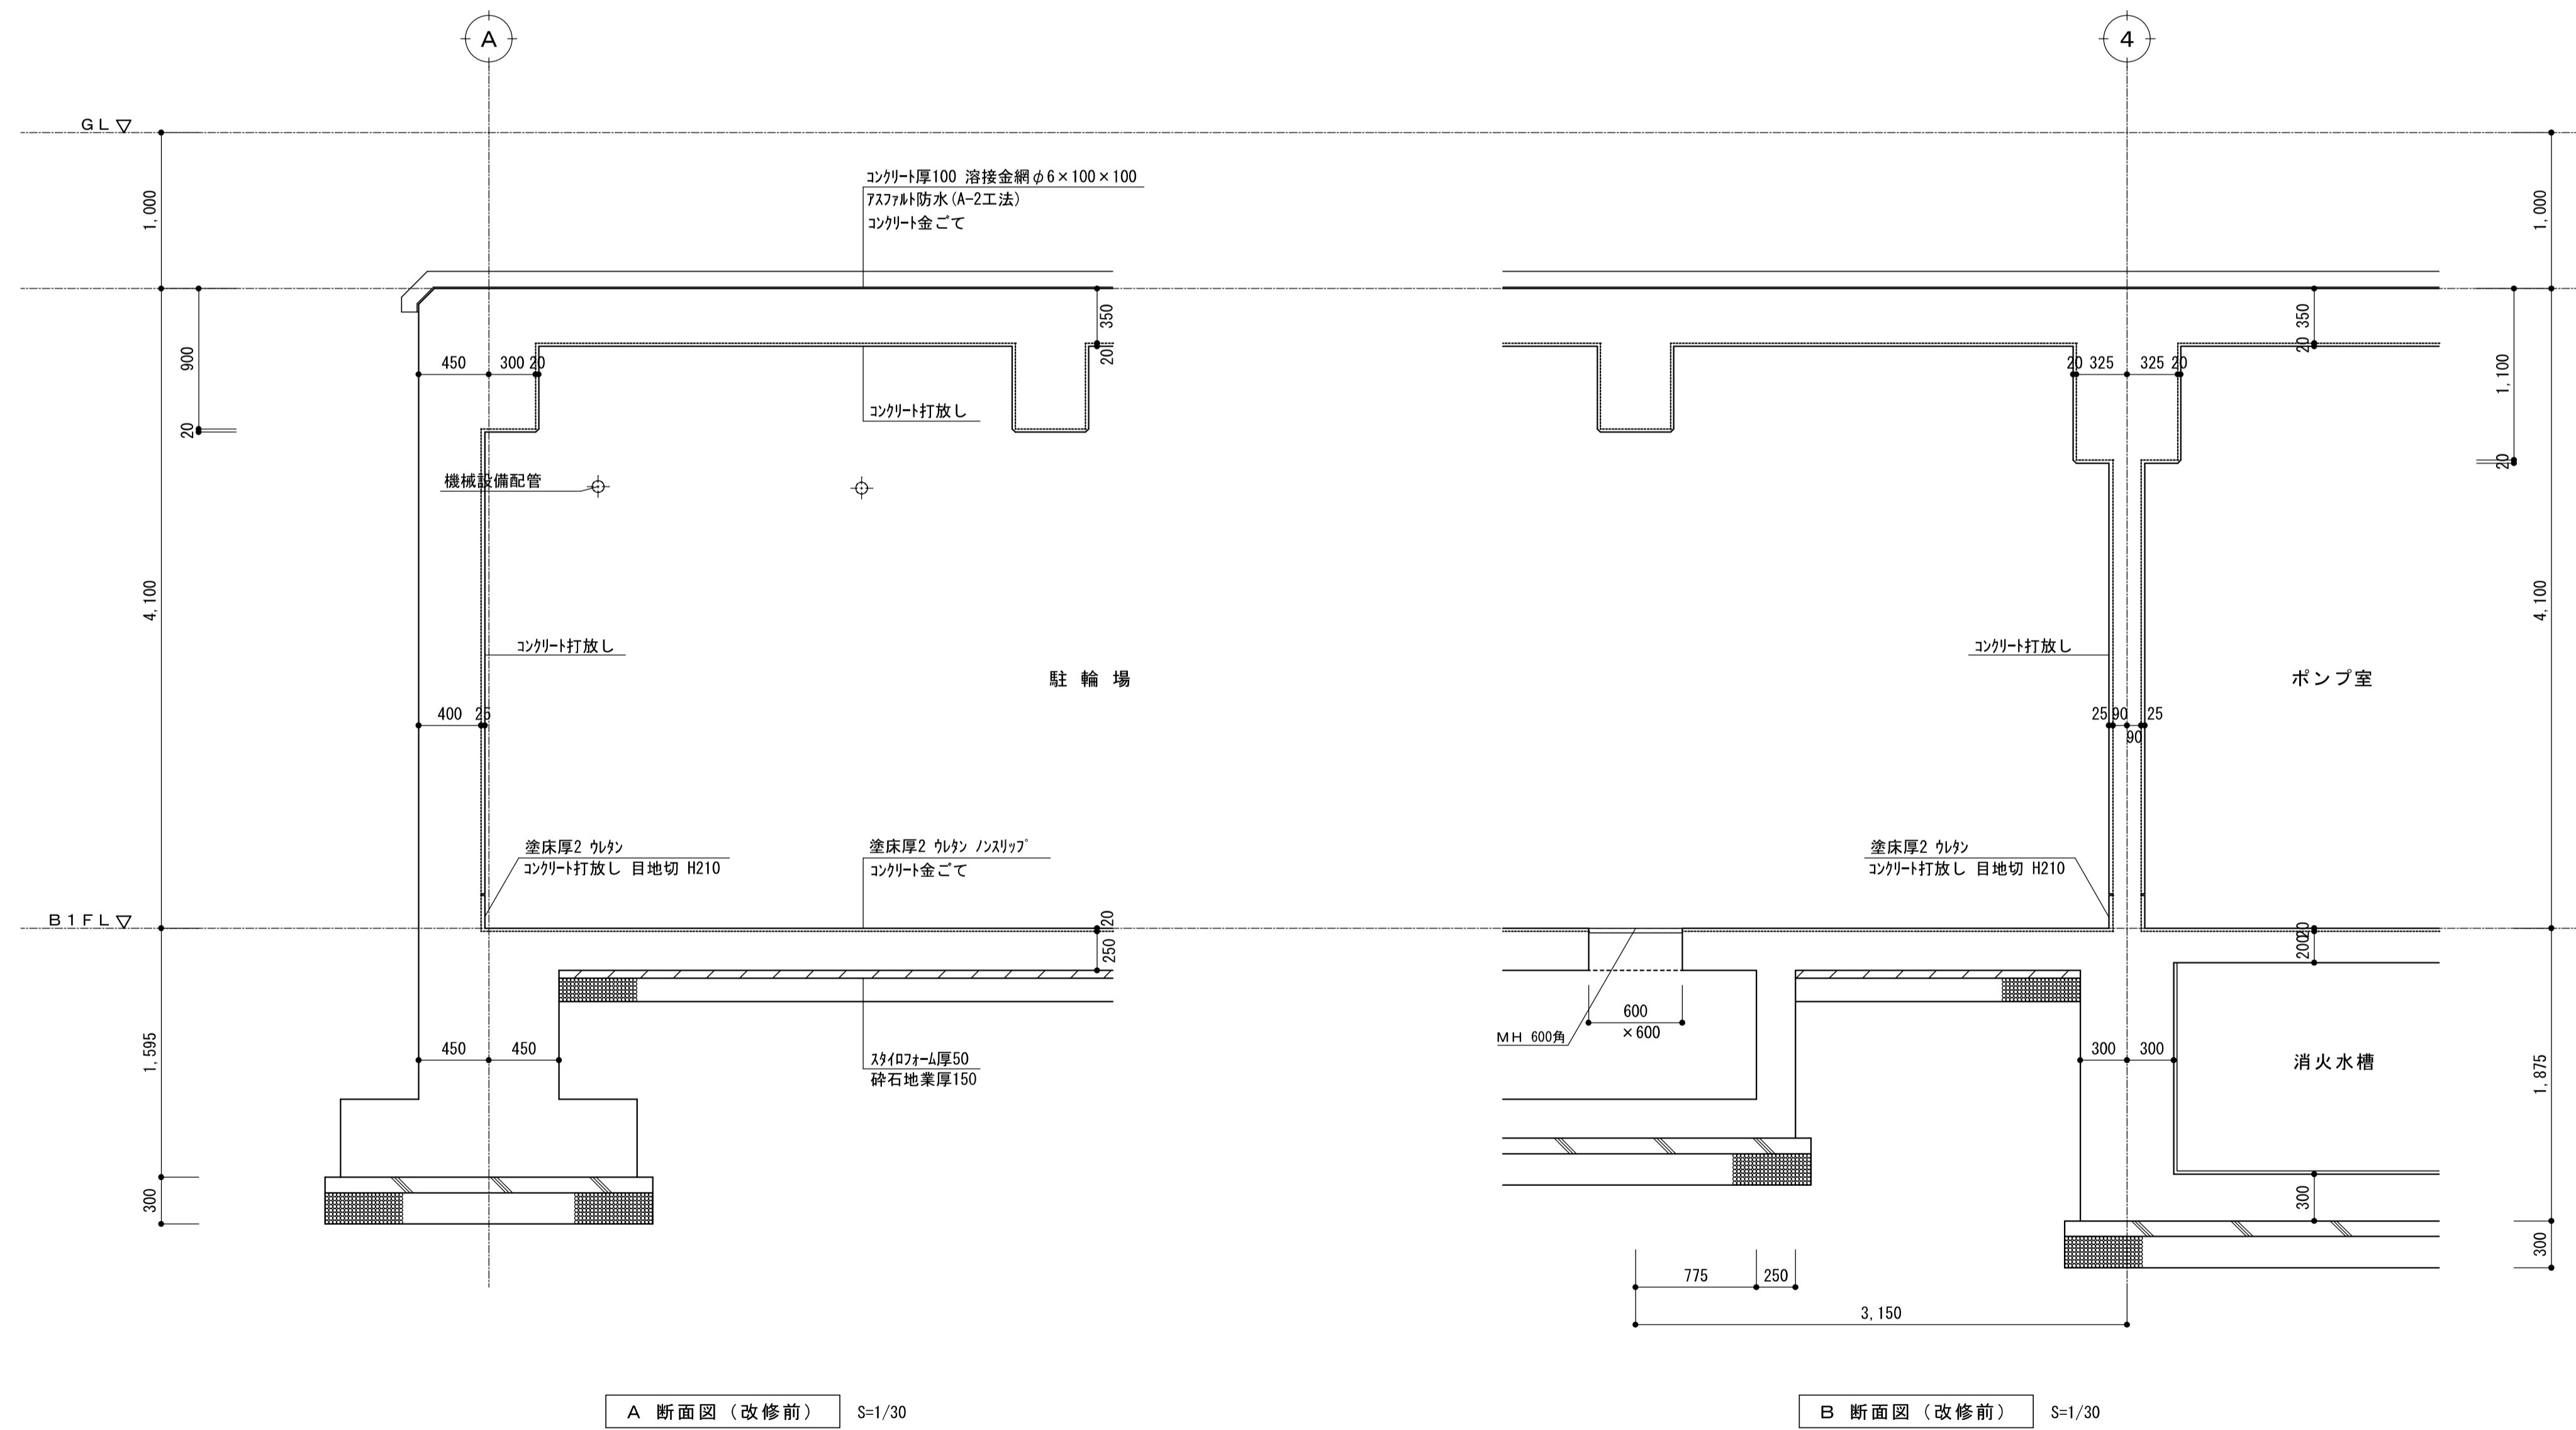 A
4
GL
1,000
1,000
コンクリート厚100 溶接金網φ6×100×100
アスファルト防水(A-2工法)
コンクリート金ごて
900
20
450
300
20
350
20
コンクリート打放し
機械設備配管
4,100
コンクリート打放し
駐輪場
400
25
塗床厚2 ウレタン
コンクリート打放し 目地切 H210
塗床厚2 ウレタン ノンスリップ
コンクリート金ごて
B1FL
20
250
1,595
450
450
スタイロフォーム厚50
砕石地業厚150
300
A 断面図（改修前） S=1/30
20
325
325
20
350
20
1,100
20
4,100
コンクリート打放し
ポンプ室
25
90
25
90
塗床厚2 ウレタン
コンクリート打放し 目地切 H210
20
200
600
×600
MH 600角
300
300
消火水槽
1,875
300
300
775
250
3,150
B 断面図（改修前） S=1/30